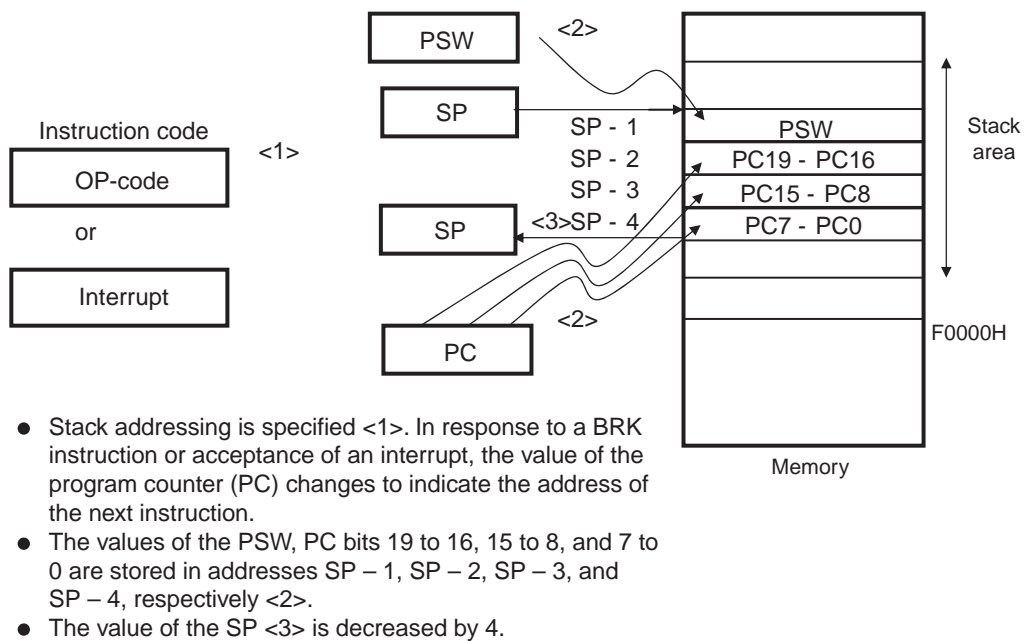 PSW
<2>
SP
SP - 1
PSW
Stack
area
Instruction code
<1>
SP - 2
PC19 - PC16
OP-code
SP - 3
PC15 - PC8
or
SP
<3>
SP - 4
PC7 - PC0
Interrupt
<2>
F0000H
PC
Memory
● Stack addressing is specified <1>. In response to a BRK
instruction or acceptance of an interrupt, the value of the
program counter (PC) changes to indicate the address of
the next instruction.
● The values of the PSW, PC bits 19 to 16, 15 to 8, and 7 to
0 are stored in addresses SP – 1, SP – 2, SP – 3, and
SP – 4, respectively <2>.
● The value of the SP <3> is decreased by 4.